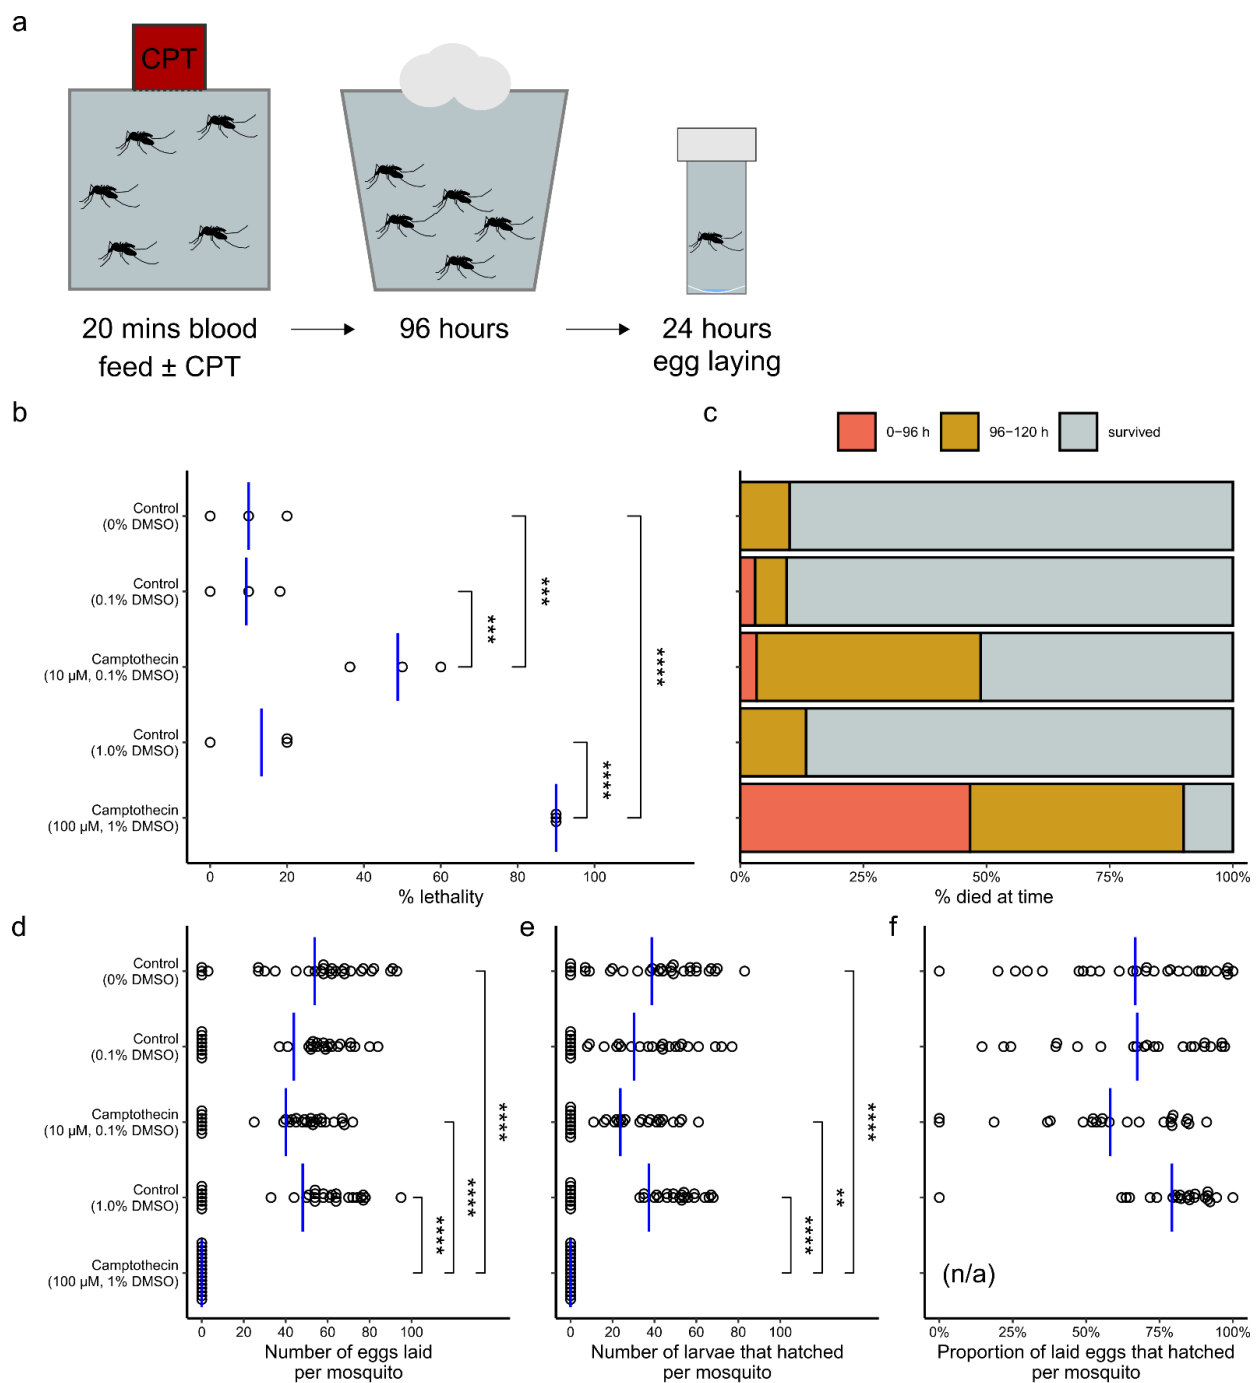 a
CPT
20 mins blood
feed ± CPT
96 hours
24 hours
egg laying
b
Control
(0% DMSO)
Control
(0.1% DMSO)
Camptothecin
(10 µM, 0.1% DMSO)
Control
(1.0% DMSO)
Camptothecin
(100 µM, 1% DMSO)
***
***
****
****
0 20 40 60 80 100
% lethality
c
0−96 h 96−120 h survived
0% 25% 50% 75% 100%
% died at time
d
Control
(0% DMSO)
Control
(0.1% DMSO)
Camptothecin
(10 µM, 0.1% DMSO)
Control
(1.0% DMSO)
Camptothecin
(100 µM, 1% DMSO)
****
****
****
0 20 40 60 80 100
Number of eggs laid
per mosquito
e
****
**
****
0 20 40 60 80 100
Number of larvae that hatched
per mosquito
f
(n/a)
0% 25% 50% 75% 100%
Proportion of laid eggs that hatched
per mosquito